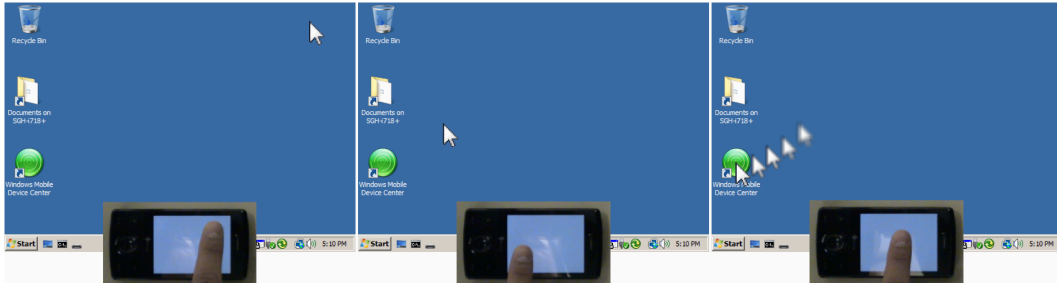 Recycle Bin
Documents on
SGH-i718+
Windows Mobile
Device Center
Start
5:10 PM
Recycle Bin
Documents on
SGH-i718+
Windows Mobile
Device Center
Start
5:10 PM
Recycle Bin
Documents on
SGH-i718+
Windows Mobile
Device Center
Start
5:10 PM